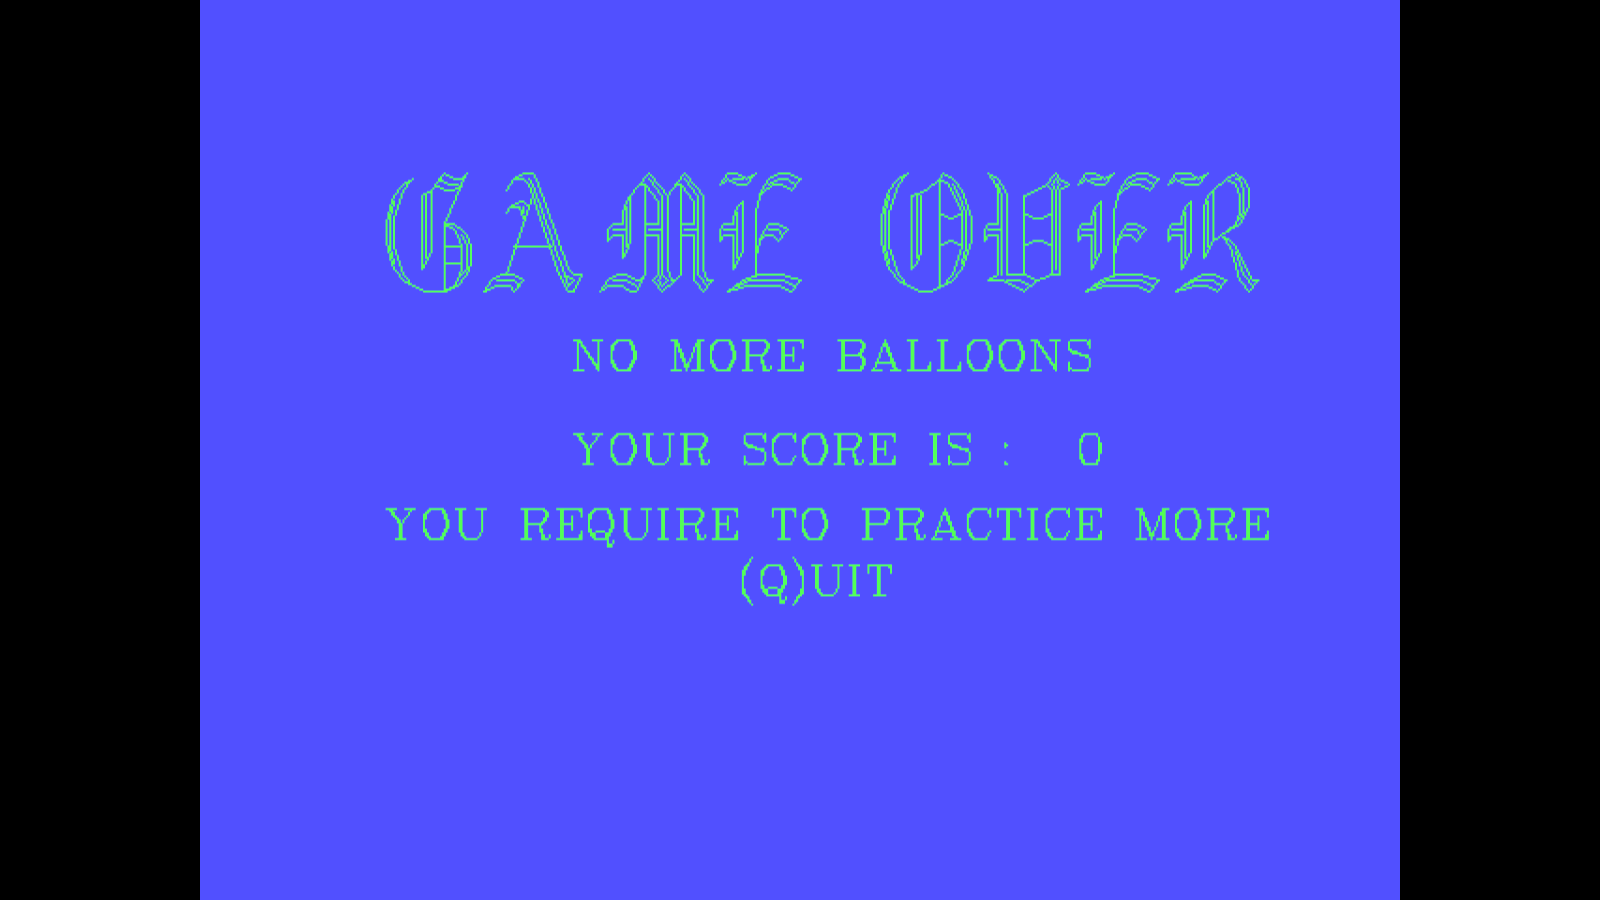 GAME OVER
NO MORE BALLOONS
YOUR SCORE IS : 0
YOU REQUIRE TO PRACTICE MORE
(Q)UIT